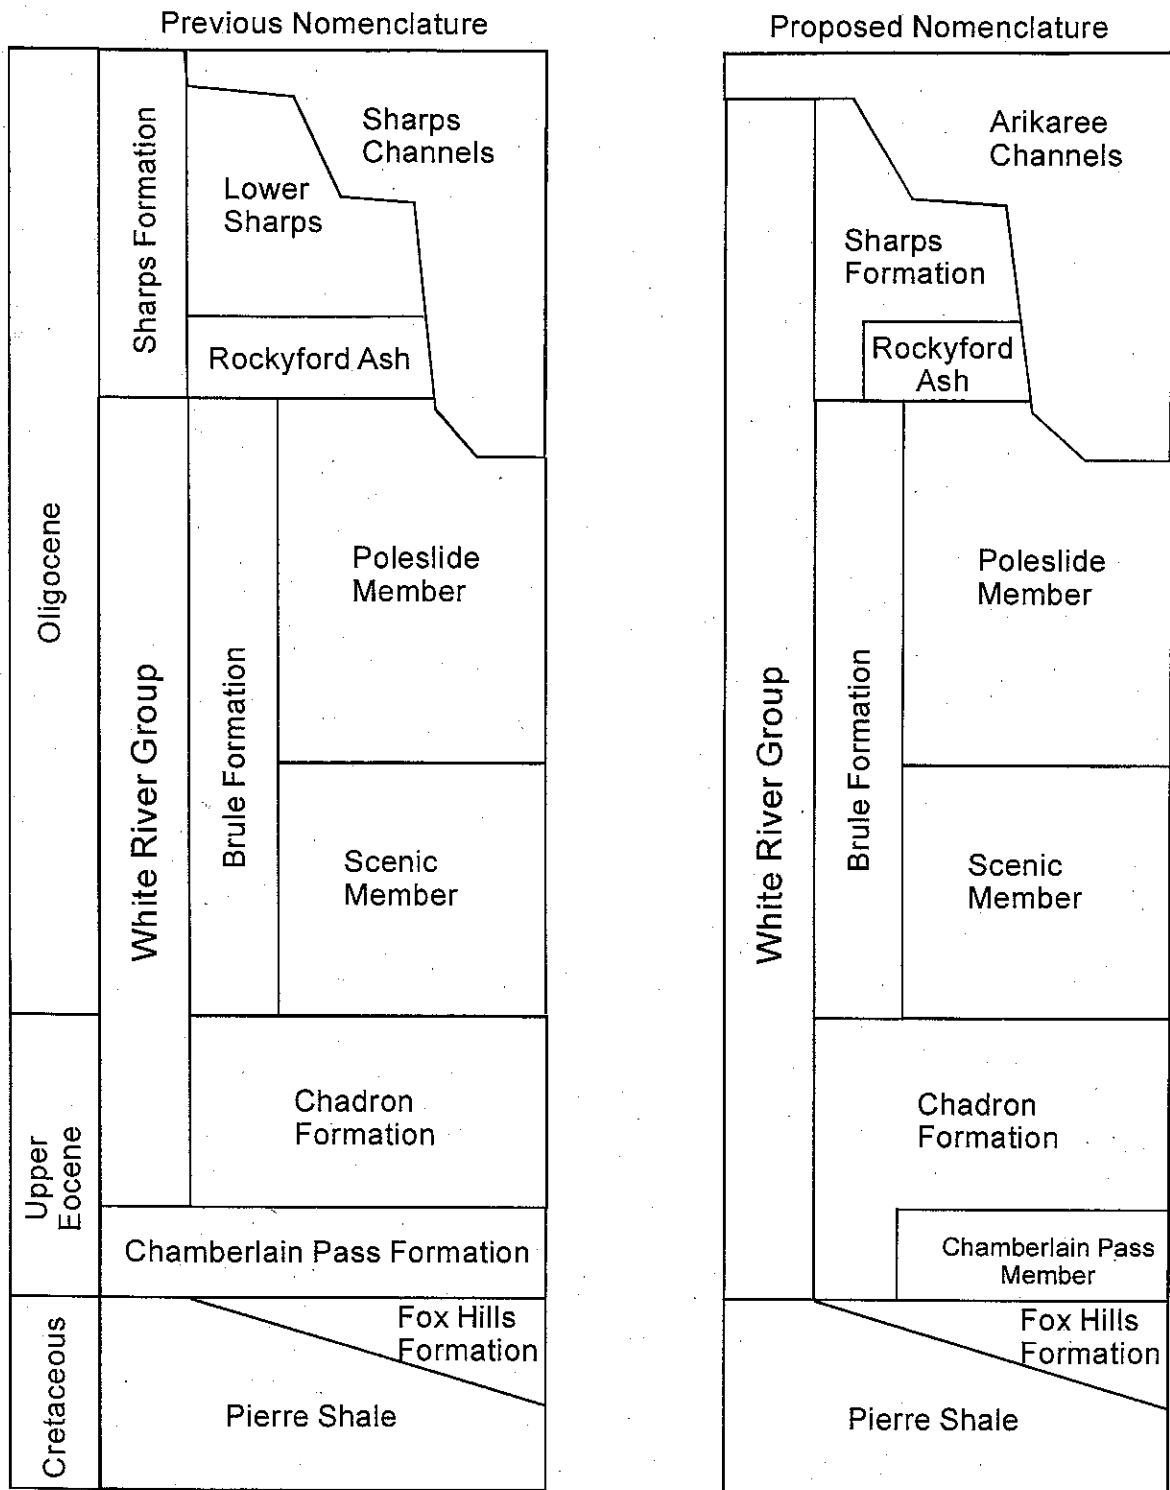 Previous Nomenclature
Oligocene
Upper
Eocene
Cretaceous
Sharps Formation
White River Group
Brule Formation
Sharps
Channels
Lower
Sharps
Rockyford Ash
Poleslide
Member
Scenic
Member
Chadron
Formation
Chamberlain Pass Formation
Fox Hills
Formation
Pierre Shale
Proposed Nomenclature
White River Group
Brule Formation
Arikaree
Channels
Sharps
Formation
Rockyford
Ash
Poleslide
Member
Scenic
Member
Chadron
Formation
Chamberlain Pass
Member
Fox Hills
Formation
Pierre Shale